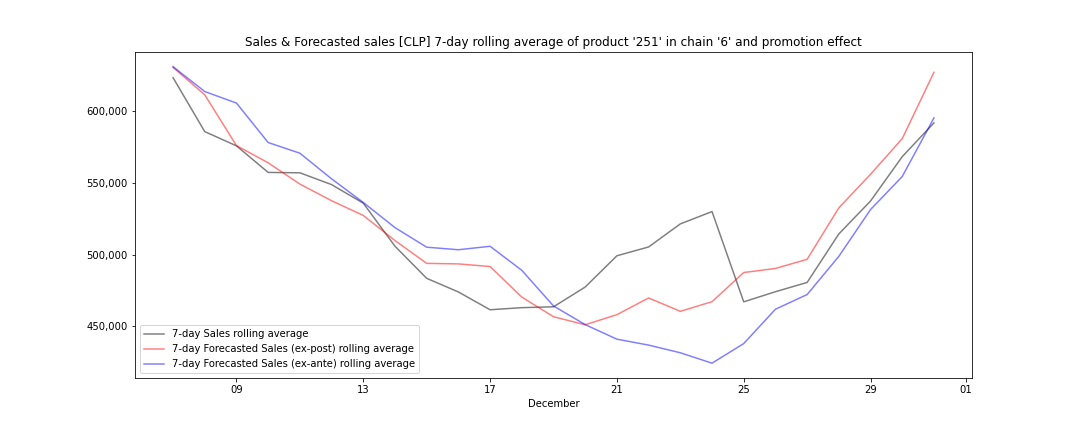 Sales & Forecasted sales [CLP] 7-day rolling average of product '251' in chain '6' and promotion effect
600,000
550,000
500,000
450,000
7-day Sales rolling average
7-day Forecasted Sales (ex-post) rolling average
7-day Forecasted Sales (ex-ante) rolling average
09 13 17 21 25 29 01
December